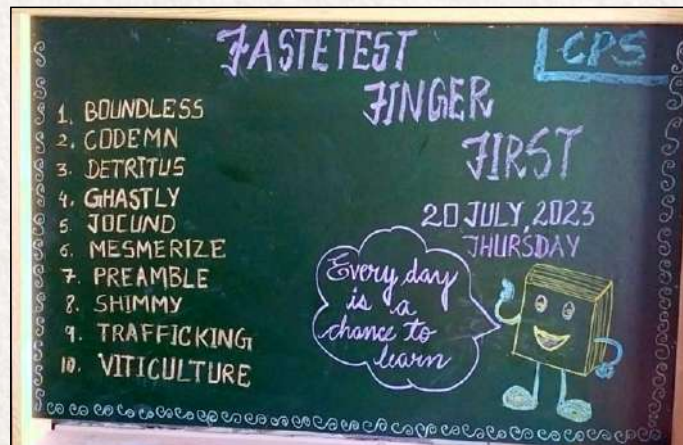 FASTETEST
FINGER
FIRST
CPS
1. BOUNDLESS
2. CODEMN
3. DETRITUS
4. GHASTLY
5. JOCUND
6. MESMERIZE
7. PREAMBLE
8. SHIMMY
9. TRAFFICKING
10. VITICULTURE
20 JULY, 2023
THURSDAY
Every day
is a
chance to
learn